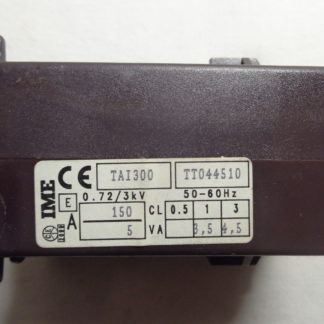 IME CE TAI300 TT044510
E 0.72/3kV 50-60Hz
A 150 CL 0.5 1 3
5 VA 3,5 4,5